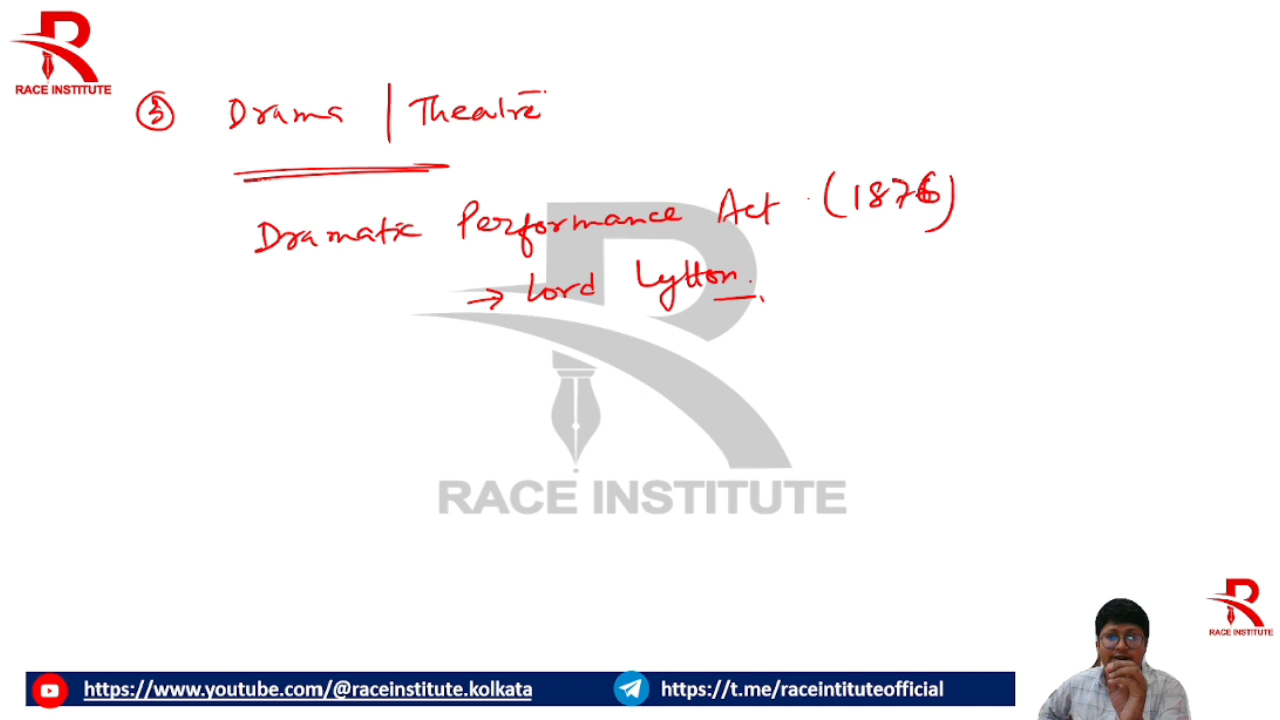 RACE INSTITUTE
③ Drama | Theatre
Dramatic Performance Act. (1876)
→ Lord Lytton.
RACE INSTITUTE
RACE INSTITUTE
https://www.youtube.com/@raceinstitute.kolkata
https://t.me/raceintituteofficial